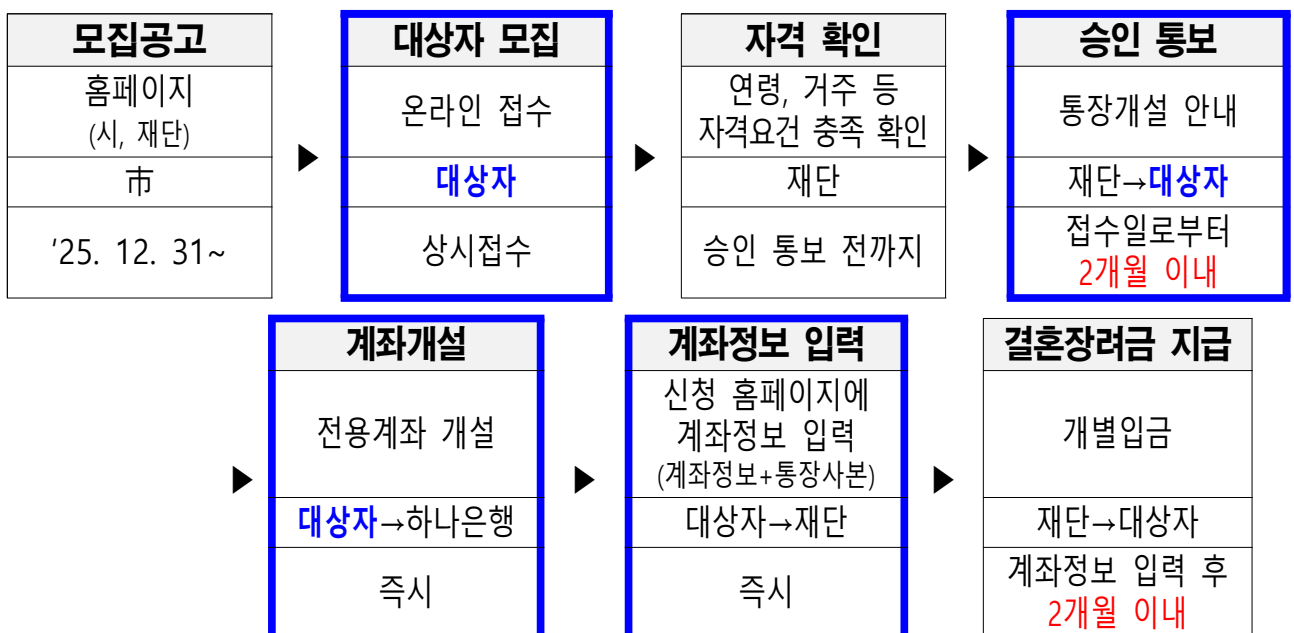 모집공고
홈페이지
(시, 재단)
市
'25. 12. 31~
▶
대상자 모집
온라인 접수
대상자
상시접수
▶
자격 확인
연령, 거주 등
자격요건 충족 확인
재단
승인 통보 전까지
▶
승인 통보
통장개설 안내
재단→대상자
접수일로부터
2개월 이내
▶
계좌개설
전용계좌 개설
대상자→하나은행
즉시
▶
계좌정보 입력
신청 홈페이지에
계좌정보 입력
(계좌정보+통장사본)
대상자→재단
즉시
▶
결혼장려금 지급
개별입금
재단→대상자
계좌정보 입력 후
2개월 이내